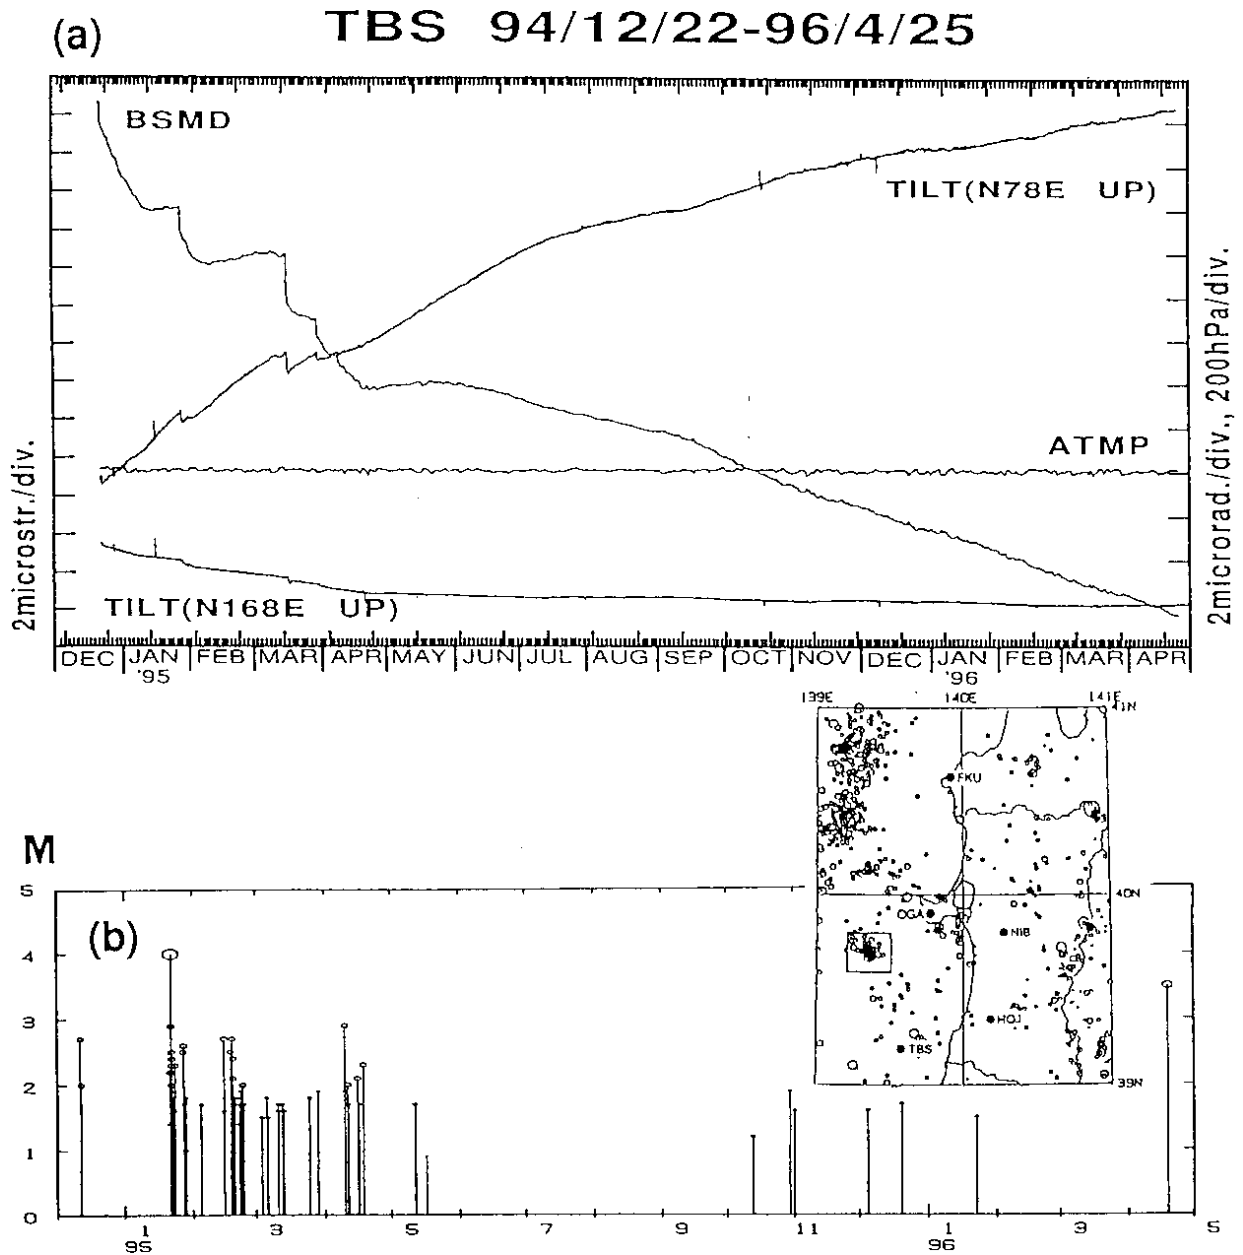 (a) TBS 94/12/22-96/4/25
BSMD
TILT(N78E UP)
ATMP
TILT(N168E UP)
2microstr./div.
2microrad./div., 200hPa/div.
DEC JAN FEB MAR APR MAY JUN JUL AUG SEP OCT NOV DEC JAN FEB MAR APR
'95 '96
139E 140E 141E
41N
FKU
40N
OGA
NIB
HOJ
TBS
39N
M
(b)
5
4
3
2
1
0
1 3 5 7 9 11 1 3 5
95 96